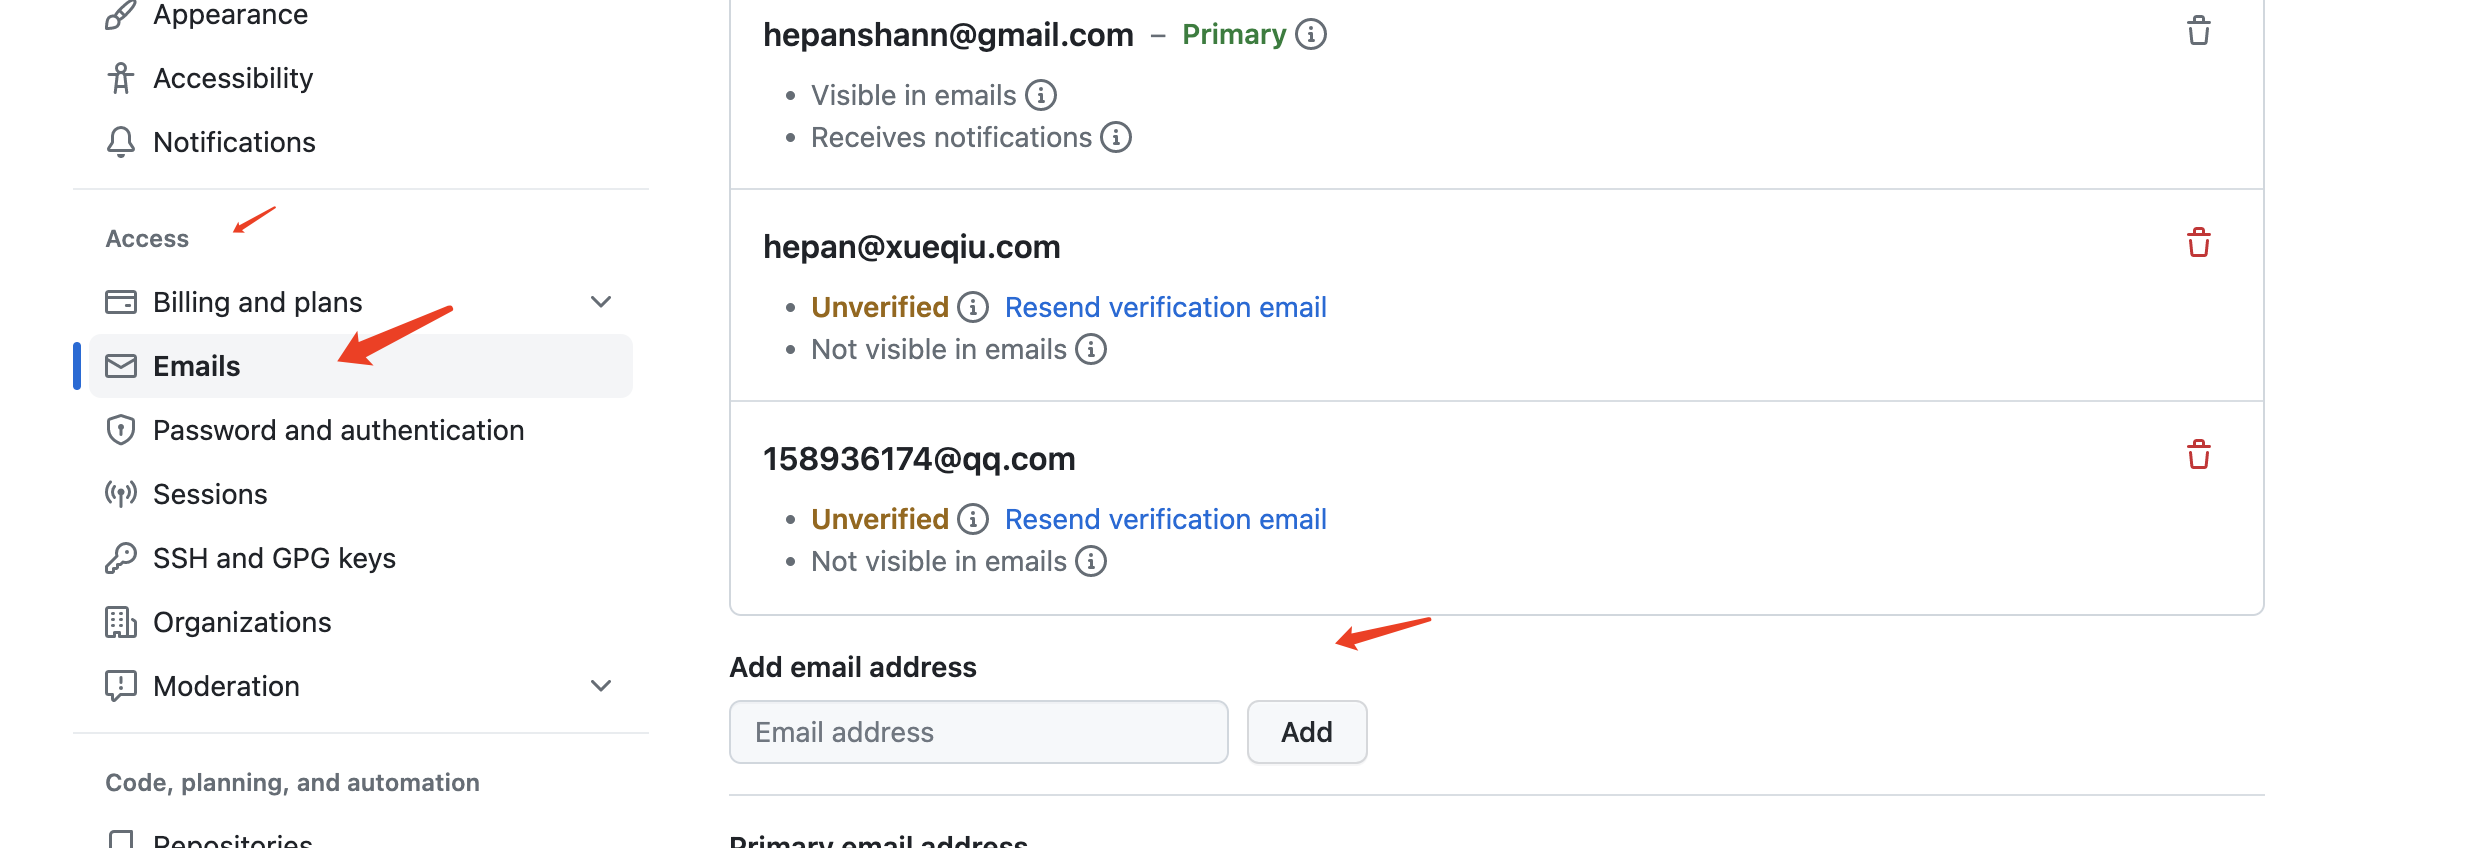 Appearance
Accessibility
Notifications
Access
Billing and plans
Emails
Password and authentication
Sessions
SSH and GPG keys
Organizations
Moderation
Code, planning, and automation
Repositories
hepanshann@gmail.com – Primary
Visible in emails
Receives notifications
hepan@xueqiu.com
Unverified Resend verification email
Not visible in emails
158936174@qq.com
Unverified Resend verification email
Not visible in emails
Add email address
Email address Add
Primary email address